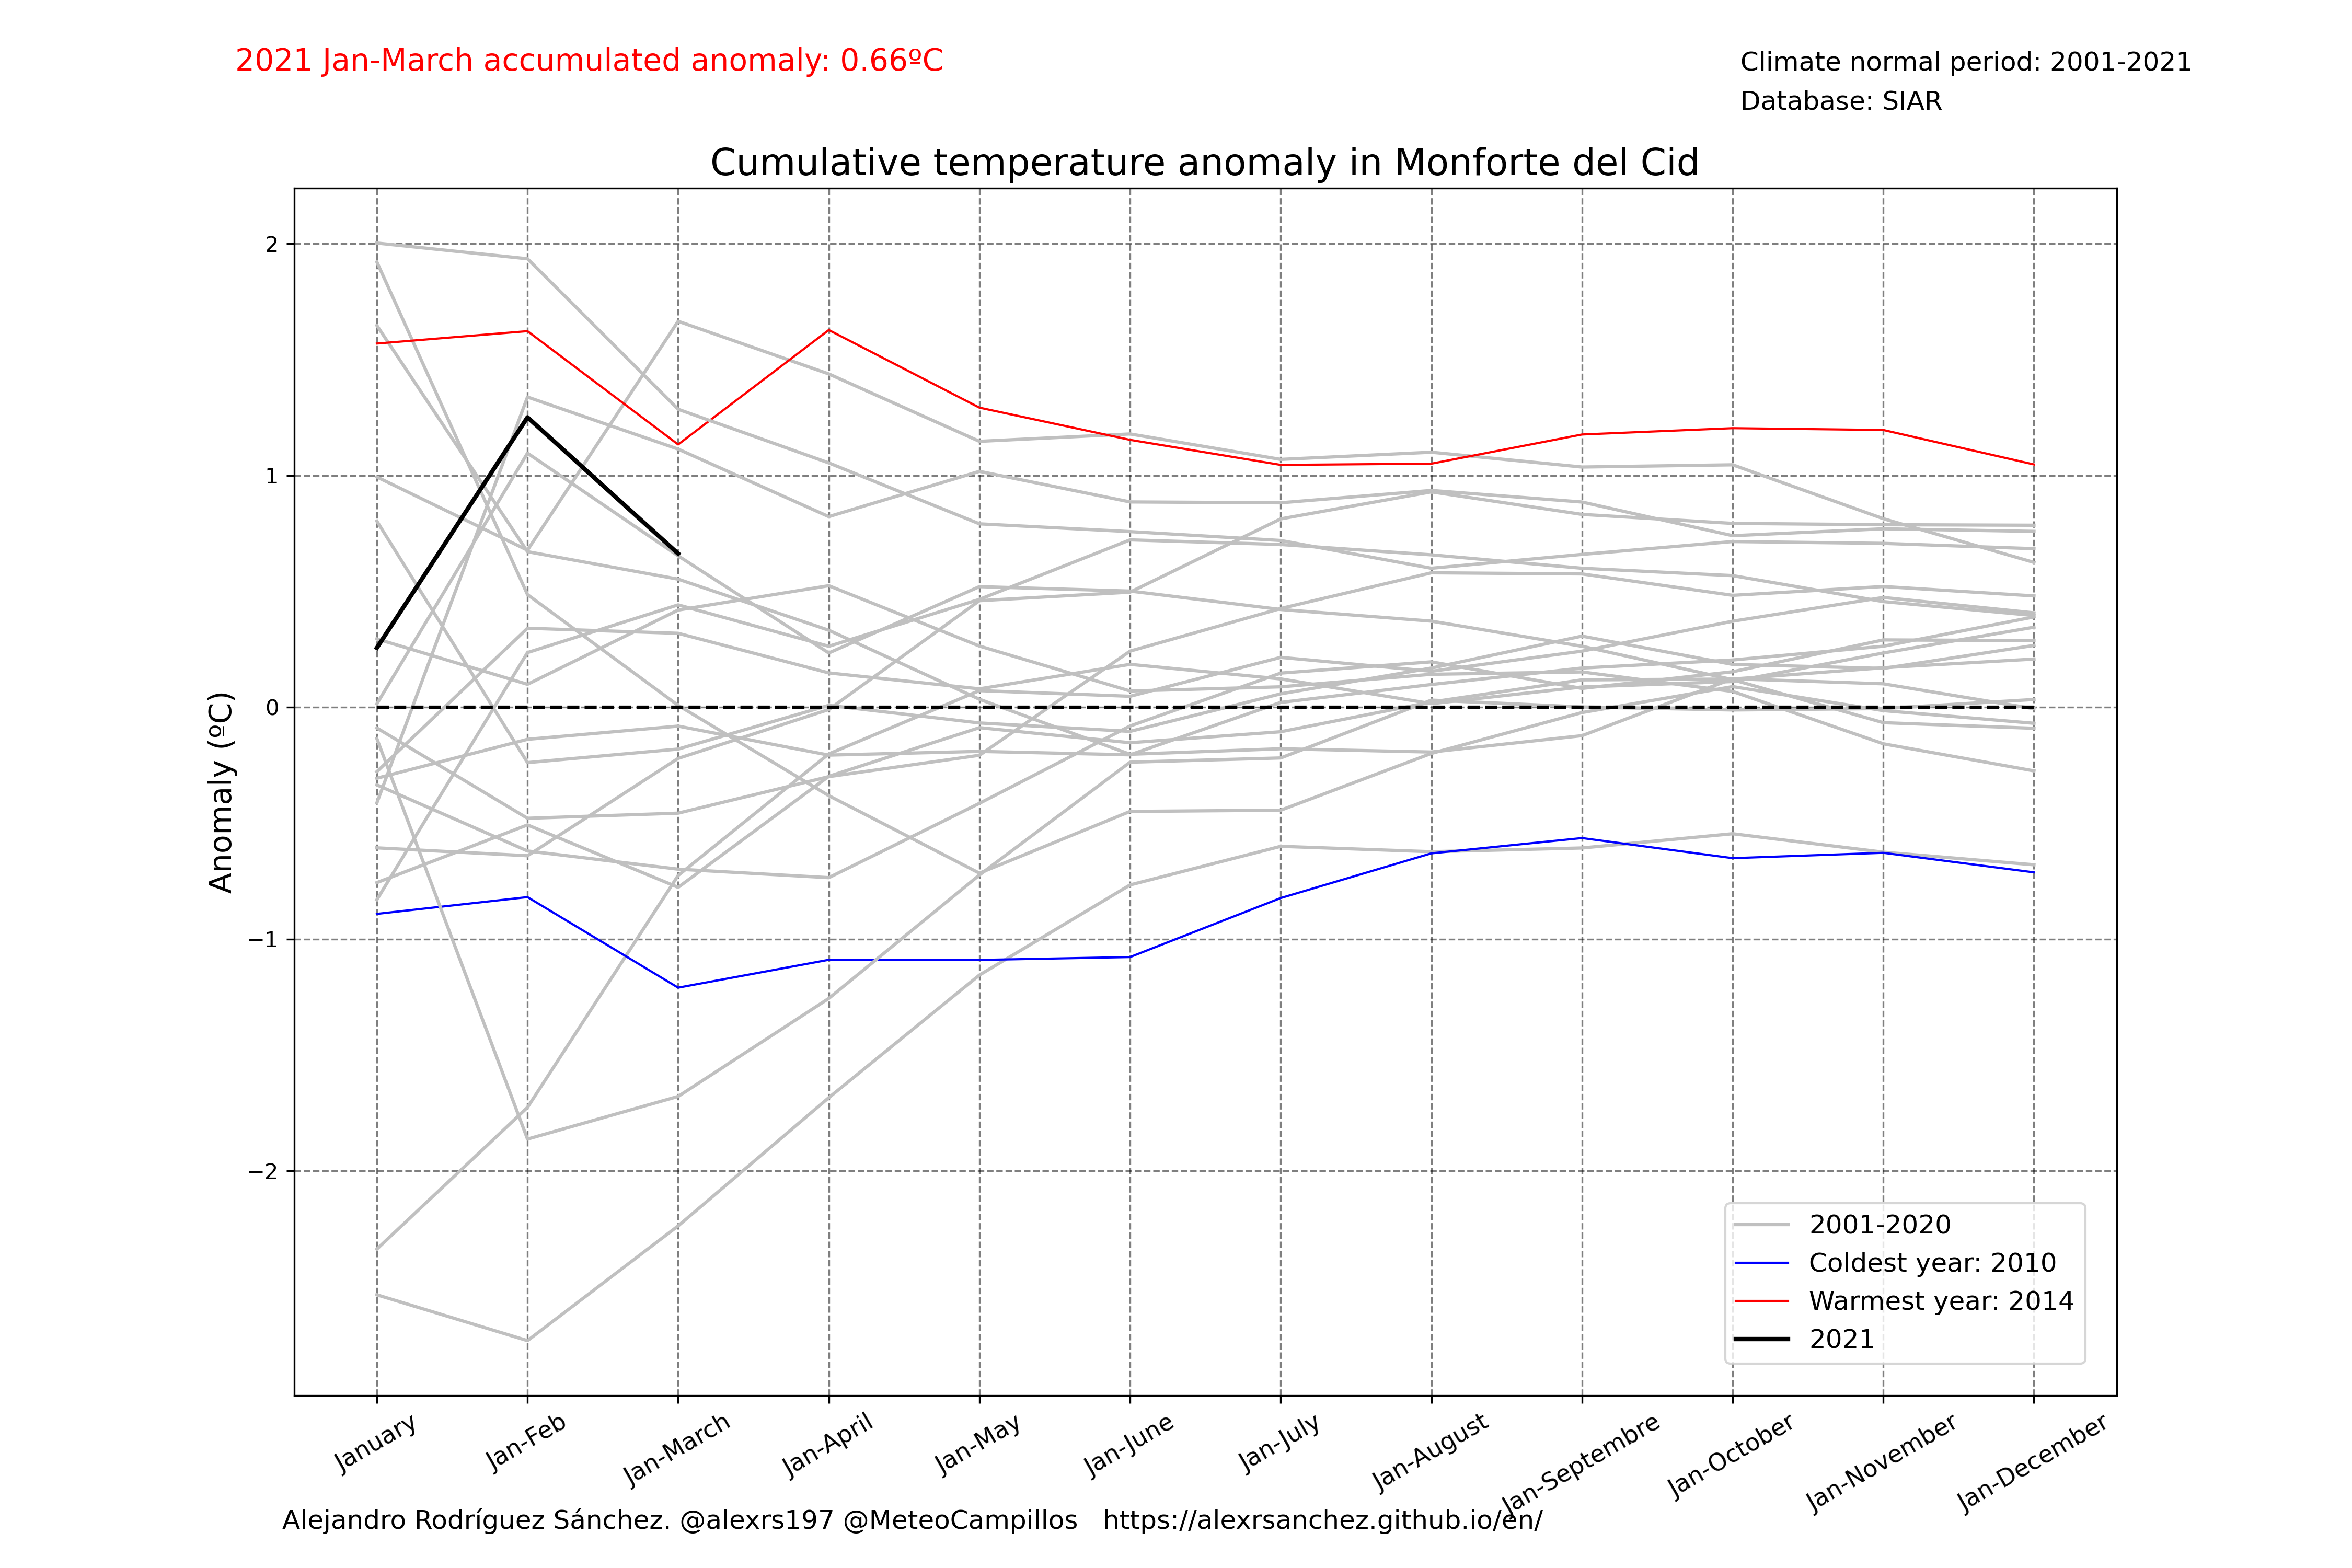 2021 Jan-March accumulated anomaly: 0.66ºC
Climate normal period: 2001-2021
Database: SIAR
Cumulative temperature anomaly in Monforte del Cid
Anomaly (ºC)
2
1
0
−1
−2
2001-2020
Coldest year: 2010
Warmest year: 2014
2021
January
Jan-Feb
Jan-March
Jan-April
Jan-May
Jan-June
Jan-July
Jan-August
Jan-Septembre
Jan-October
Jan-November
Jan-December
Alejandro Rodríguez Sánchez. @alexrs197 @MeteoCampillos   https://alexrsanchez.github.io/en/